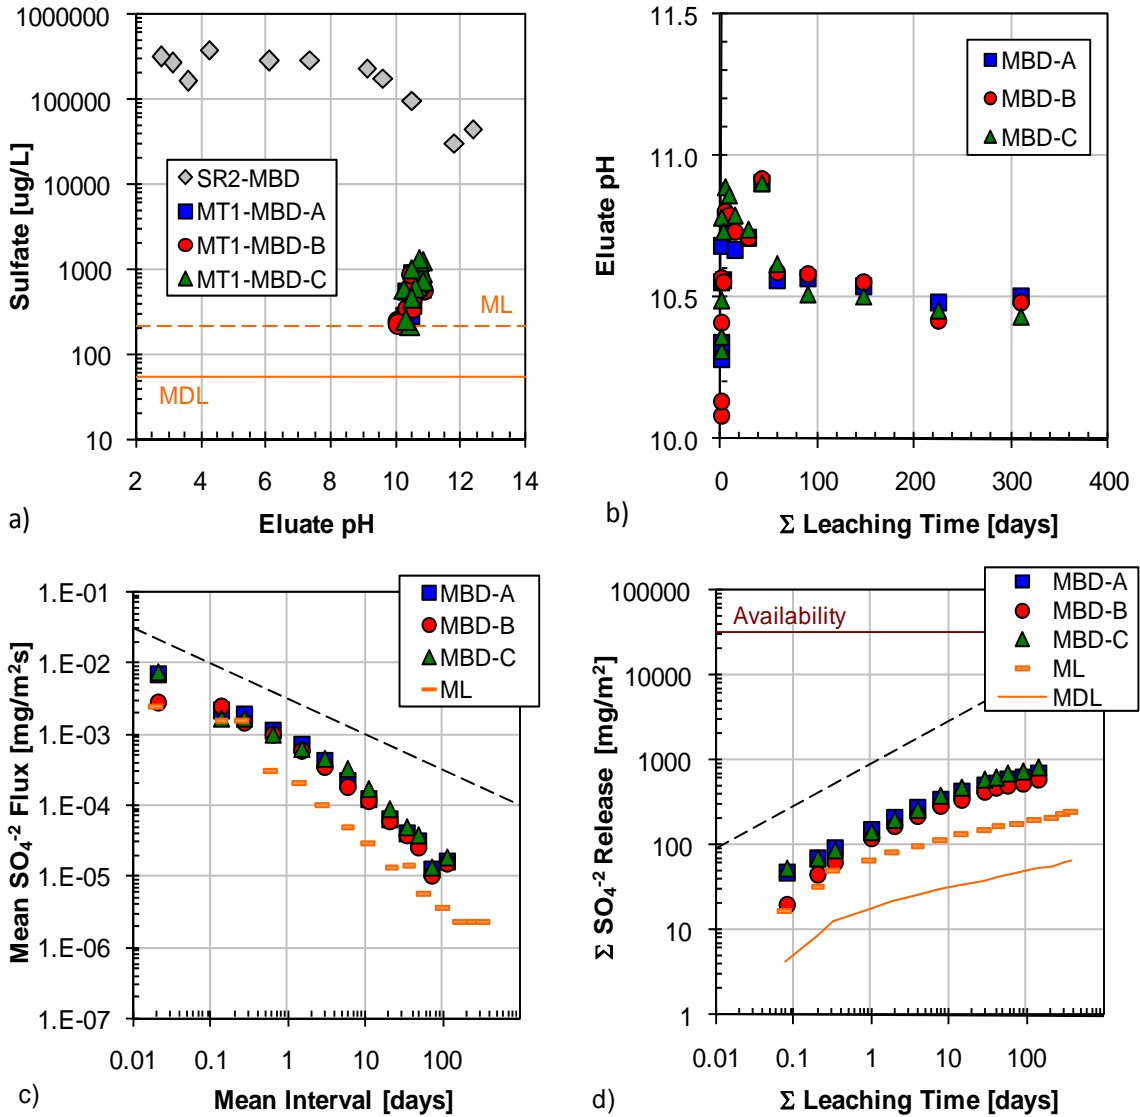 1000000
100000
10000
1000
100
10
Sulfate [ug/L]
SR2-MBD
MT1-MBD-A
MT1-MBD-B
MT1-MBD-C
ML
MDL
2 4 6 8 10 12 14
Eluate pH
a)
11.5
11.0
10.5
10.0
Eluate pH
MBD-A
MBD-B
MBD-C
0 100 200 300 400
Σ Leaching Time [days]
b)
1.E-01
1.E-02
1.E-03
1.E-04
1.E-05
1.E-06
1.E-07
Mean SO₄⁻² Flux [mg/m²s]
MBD-A
MBD-B
MBD-C
ML
0.01 0.1 1 10 100
Mean Interval [days]
c)
100000
10000
1000
100
10
1
Σ SO₄⁻² Release [mg/m²]
Availability
MBD-A
MBD-B
MBD-C
ML
MDL
0.01 0.1 1 10 100
Σ Leaching Time [days]
d)